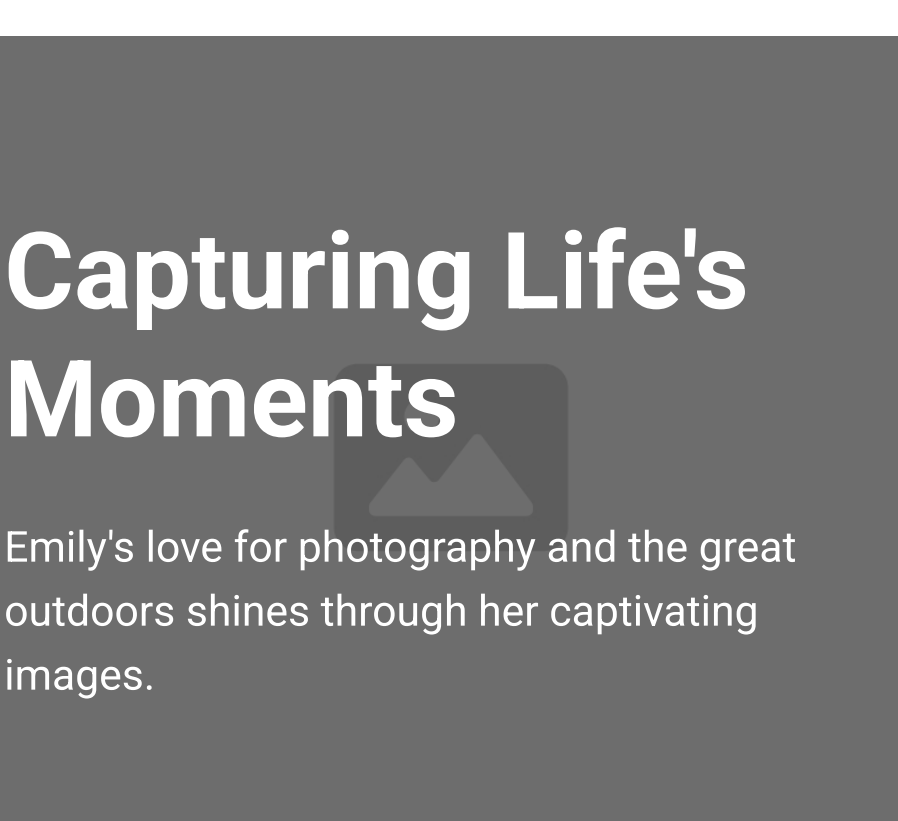 Capturing Life's
Moments
Emily's love for photography and the great
outdoors shines through her captivating
images.